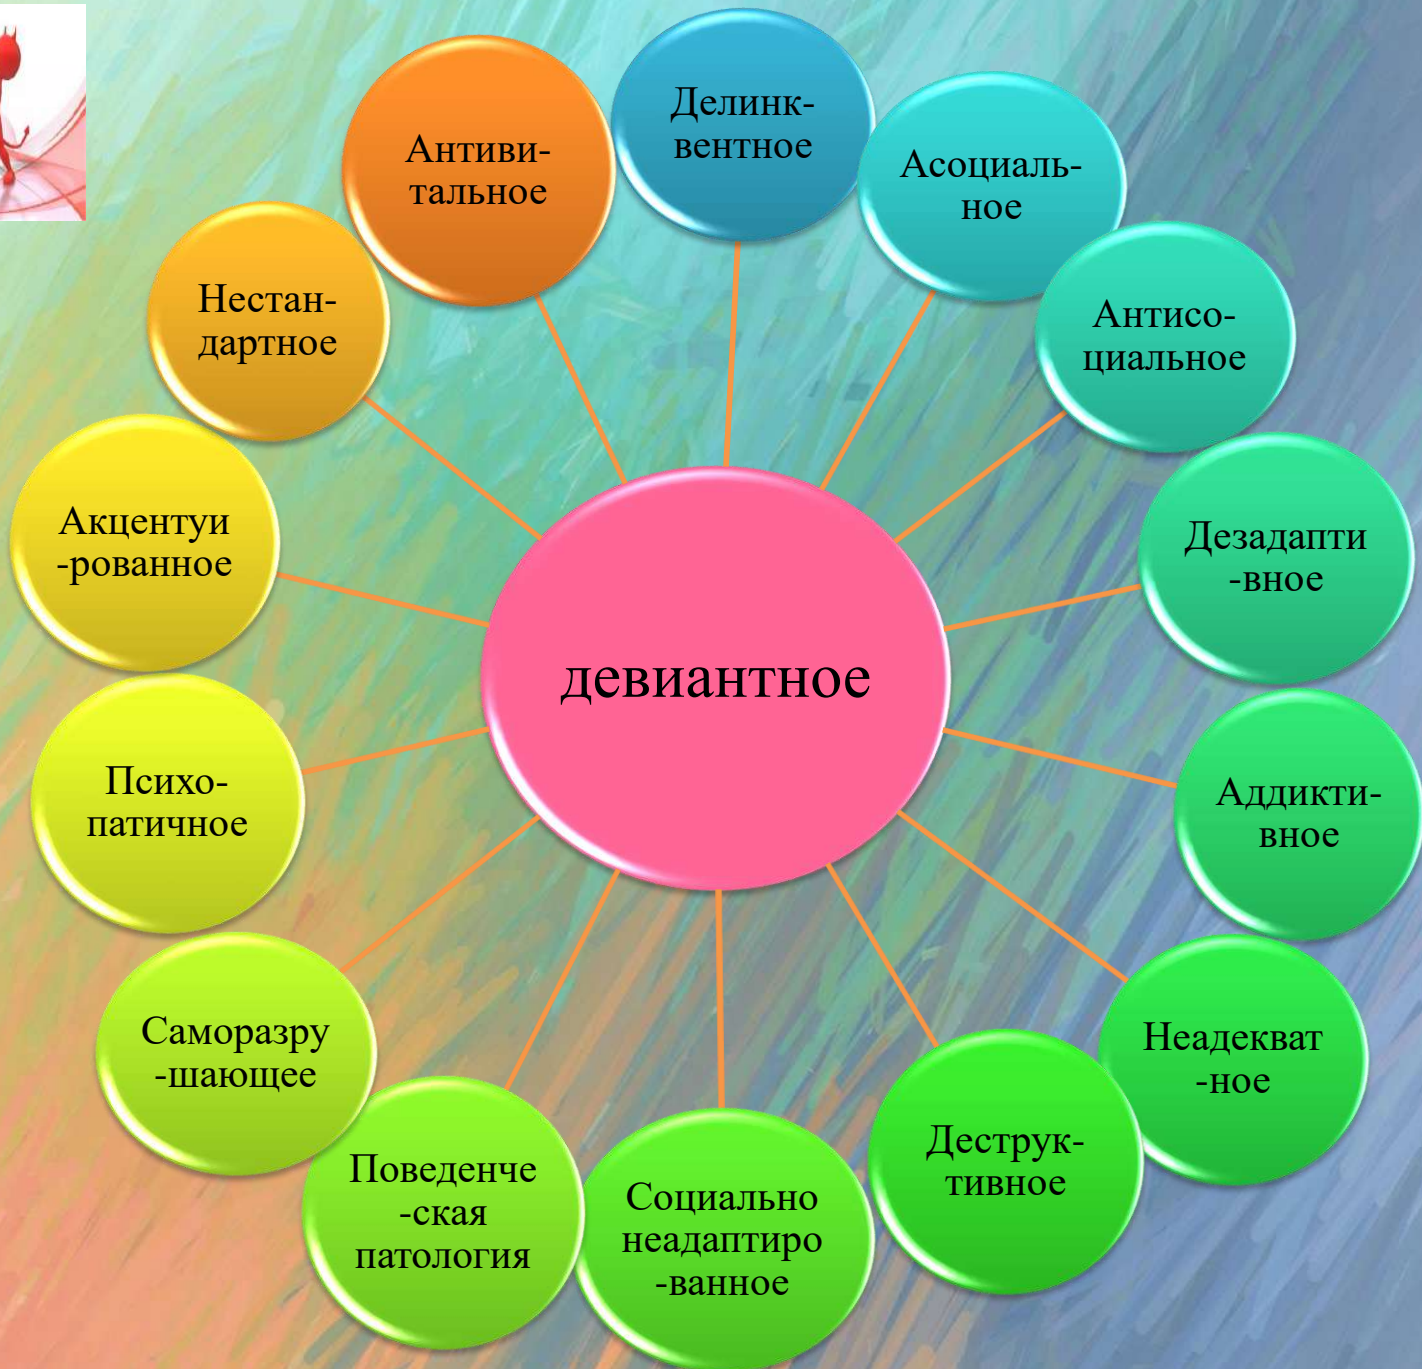 Делинк-
вентное
Асоциаль-
ное
Антисо-
циальное
Дезадапти
-вное
Аддикти-
вное
Неадекват
-ное
Деструк-
тивное
Социально
неадаптиро
-ванное
Поведенче
-ская
патология
Саморазру
-шающее
Психо-
патичное
Акцентуи
-рованное
Нестан-
дартное
Антиви-
тальное
девиантное